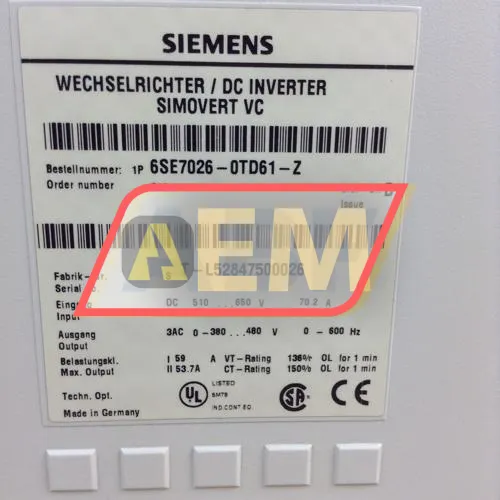 SIEMENS
WECHSELRICHTER / DC INVERTER
SIMOVERT VC
Bestellnummer: 1P 6SE7026-0TD61-Z
Order number
Issue
AEM
L52847500026
Serial No.
Eingang DC 510 ...650 V 70.2 A
Input
Ausgang 3AC 0-380 ...480 V 0 - 600 Hz
Output
Belastungskl. I 59 A VT-Rating 136% OL for 1 min
Max. Output II 53.7A CT-Rating 150% OL for 1 min
Techn. Opt. UL LISTED SA CE
5M78
Made in Germany IND.CONT.EQ.